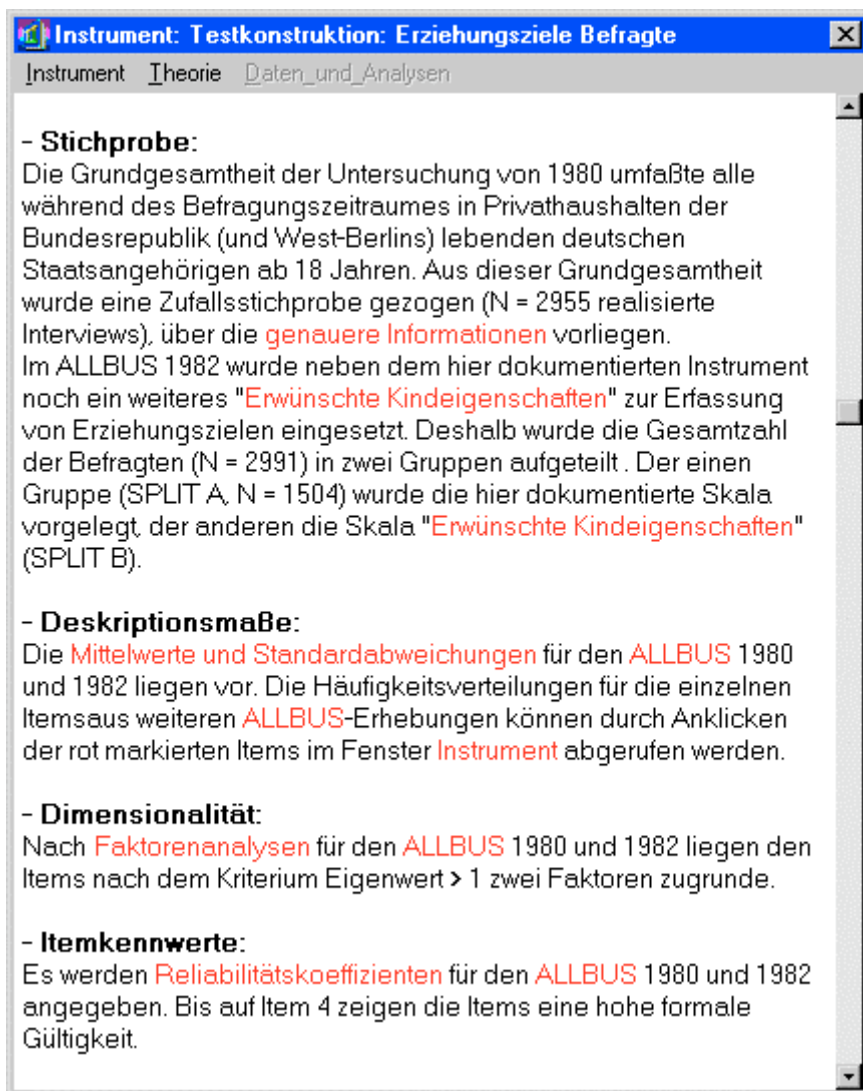 Instrument: Testkonstruktion: Erziehungsziele Befragte
Instrument Theorie Daten_und_Analysen
- Stichprobe:
Die Grundgesamtheit der Untersuchung von 1980 umfaßte alle
während des Befragungszeitraumes in Privathaushalten der
Bundesrepublik (und West-Berlins) lebenden deutschen
Staatsangehörigen ab 18 Jahren. Aus dieser Grundgesamtheit
wurde eine Zufallsstichprobe gezogen (N = 2955 realisierte
Interviews), über die genauere Informationen vorliegen.
Im ALLBUS 1982 wurde neben dem hier dokumentierten Instrument
noch ein weiteres "Erwünschte Kindeigenschaften" zur Erfassung
von Erziehungszielen eingesetzt. Deshalb wurde die Gesamtzahl
der Befragten (N = 2991) in zwei Gruppen aufgeteilt . Der einen
Gruppe (SPLIT A, N = 1504) wurde die hier dokumentierte Skala
vorgelegt, der anderen die Skala "Erwünschte Kindeigenschaften"
(SPLIT B).
- Deskriptionsmaße:
Die Mittelwerte und Standardabweichungen für den ALLBUS 1980
und 1982 liegen vor. Die Häufigkeitsverteilungen für die einzelnen
Itemsaus weiteren ALLBUS-Erhebungen können durch Anklicken
der rot markierten Items im Fenster Instrument abgerufen werden.
- Dimensionalität:
Nach Faktorenanalysen für den ALLBUS 1980 und 1982 liegen den
Items nach dem Kriterium Eigenwert > 1 zwei Faktoren zugrunde.
- Itemkennwerte:
Es werden Reliabilitätskoeffizienten für den ALLBUS 1980 und 1982
angegeben. Bis auf Item 4 zeigen die Items eine hohe formale
Gültigkeit.